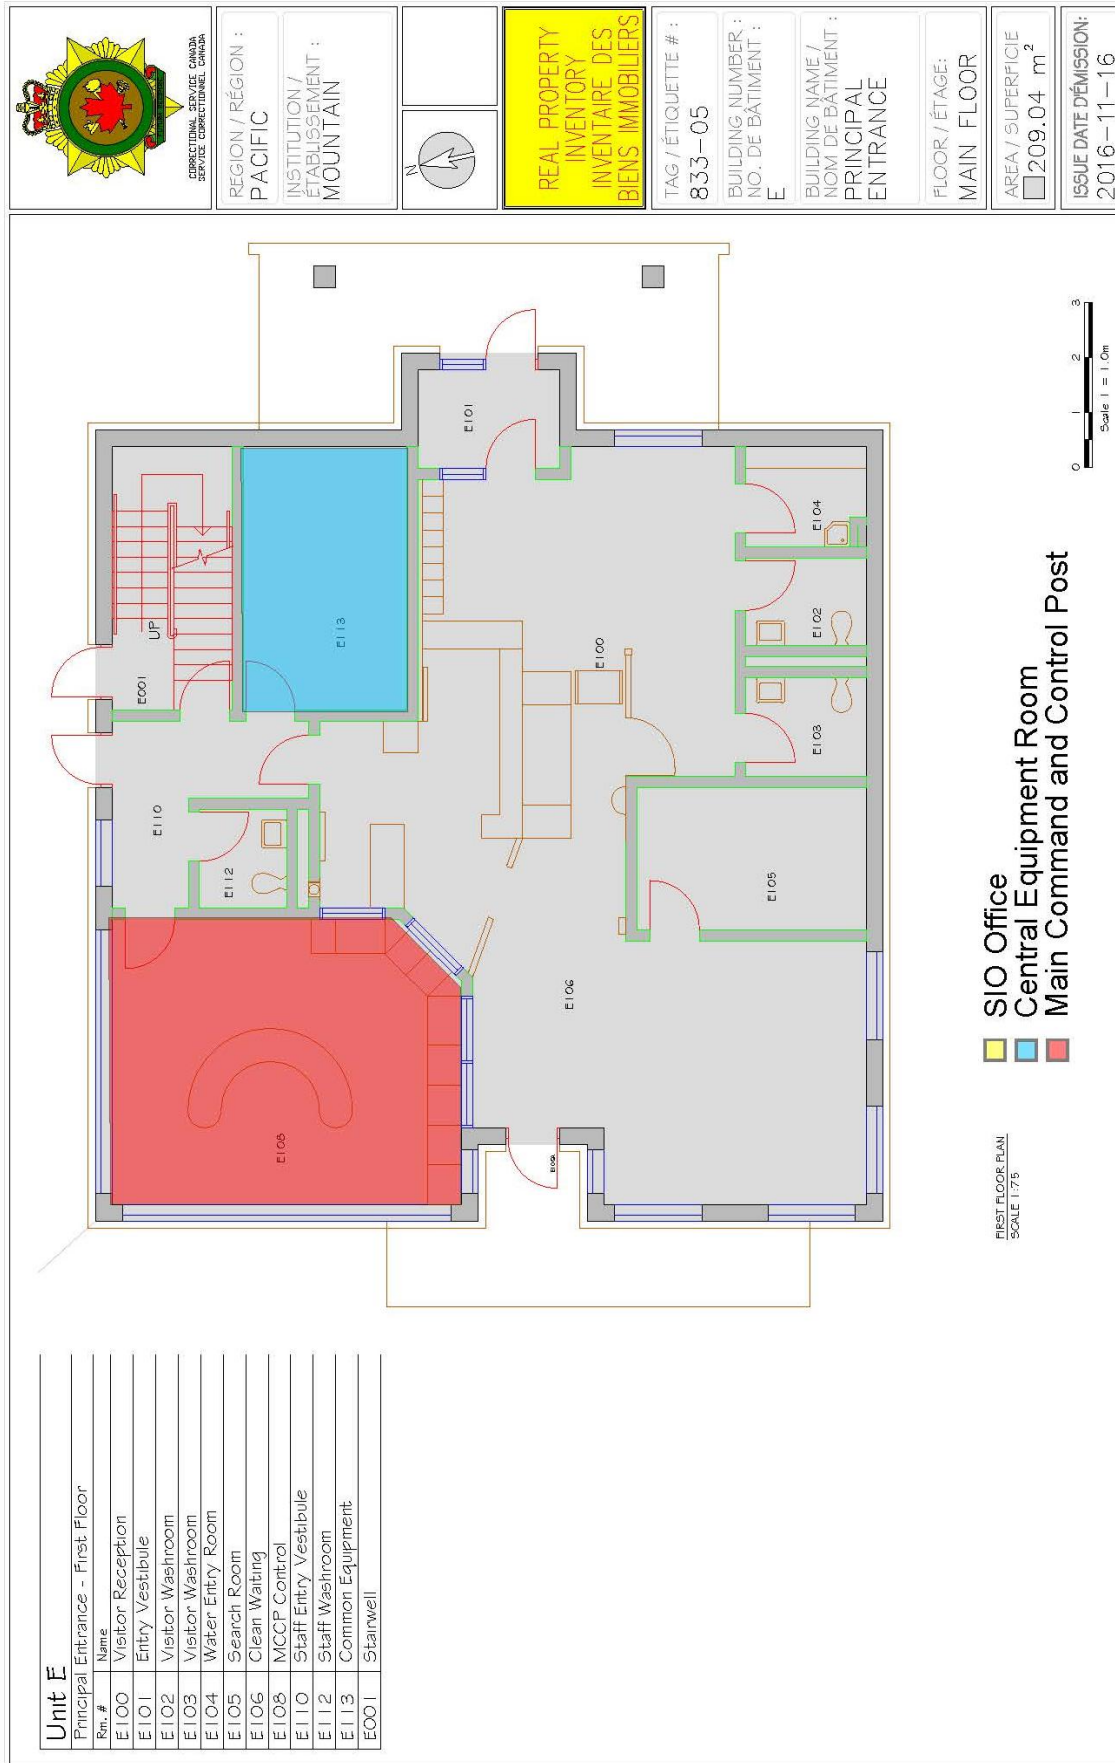 Unit E
Principal Entrance - First Floor
Rm. # Name
E100 Visitor Reception
E101 Entry Vestibule
E102 Visitor Washroom
E103 Visitor Washroom
E104 Water Entry Room
E105 Search Room
E106 Clean Waiting
E108 MCCP Control
E110 Staff Entry Vestibule
E112 Staff Washroom
E113 Common Equipment
E001 Stairwell
E110
E001
UP
E112
E113
E101
E108
E106
E100
E105
E103
E102
E104
FIRST FLOOR PLAN
SCALE 1:75
SIO Office
Central Equipment Room
Main Command and Control Post
0 1 2 3
Scale 1 = 1.0m
CORRECTIONAL SERVICE CANADA
SERVICE CORRECTIONNEL CANADA
REGION / RÉGION :
PACIFIC
INSTITUTION /
ÉTABLISSEMENT :
MOUNTAIN
N
REAL PROPERTY
INVENTORY
INVENTAIRE DES
BIENS IMMOBILIERS
TAG / ÉTIQUETTE # :
833-05
BUILDING NUMBER :
NO. DE BÂTIMENT :
E
BUILDING NAME /
NOM DE BÂTIMENT :
PRINCIPAL
ENTRANCE
FLOOR / ÉTAGE:
MAIN FLOOR
AREA / SUPERFICIE
209.04 m²
ISSUE DATE D'ÉMISSION:
2016-11-16